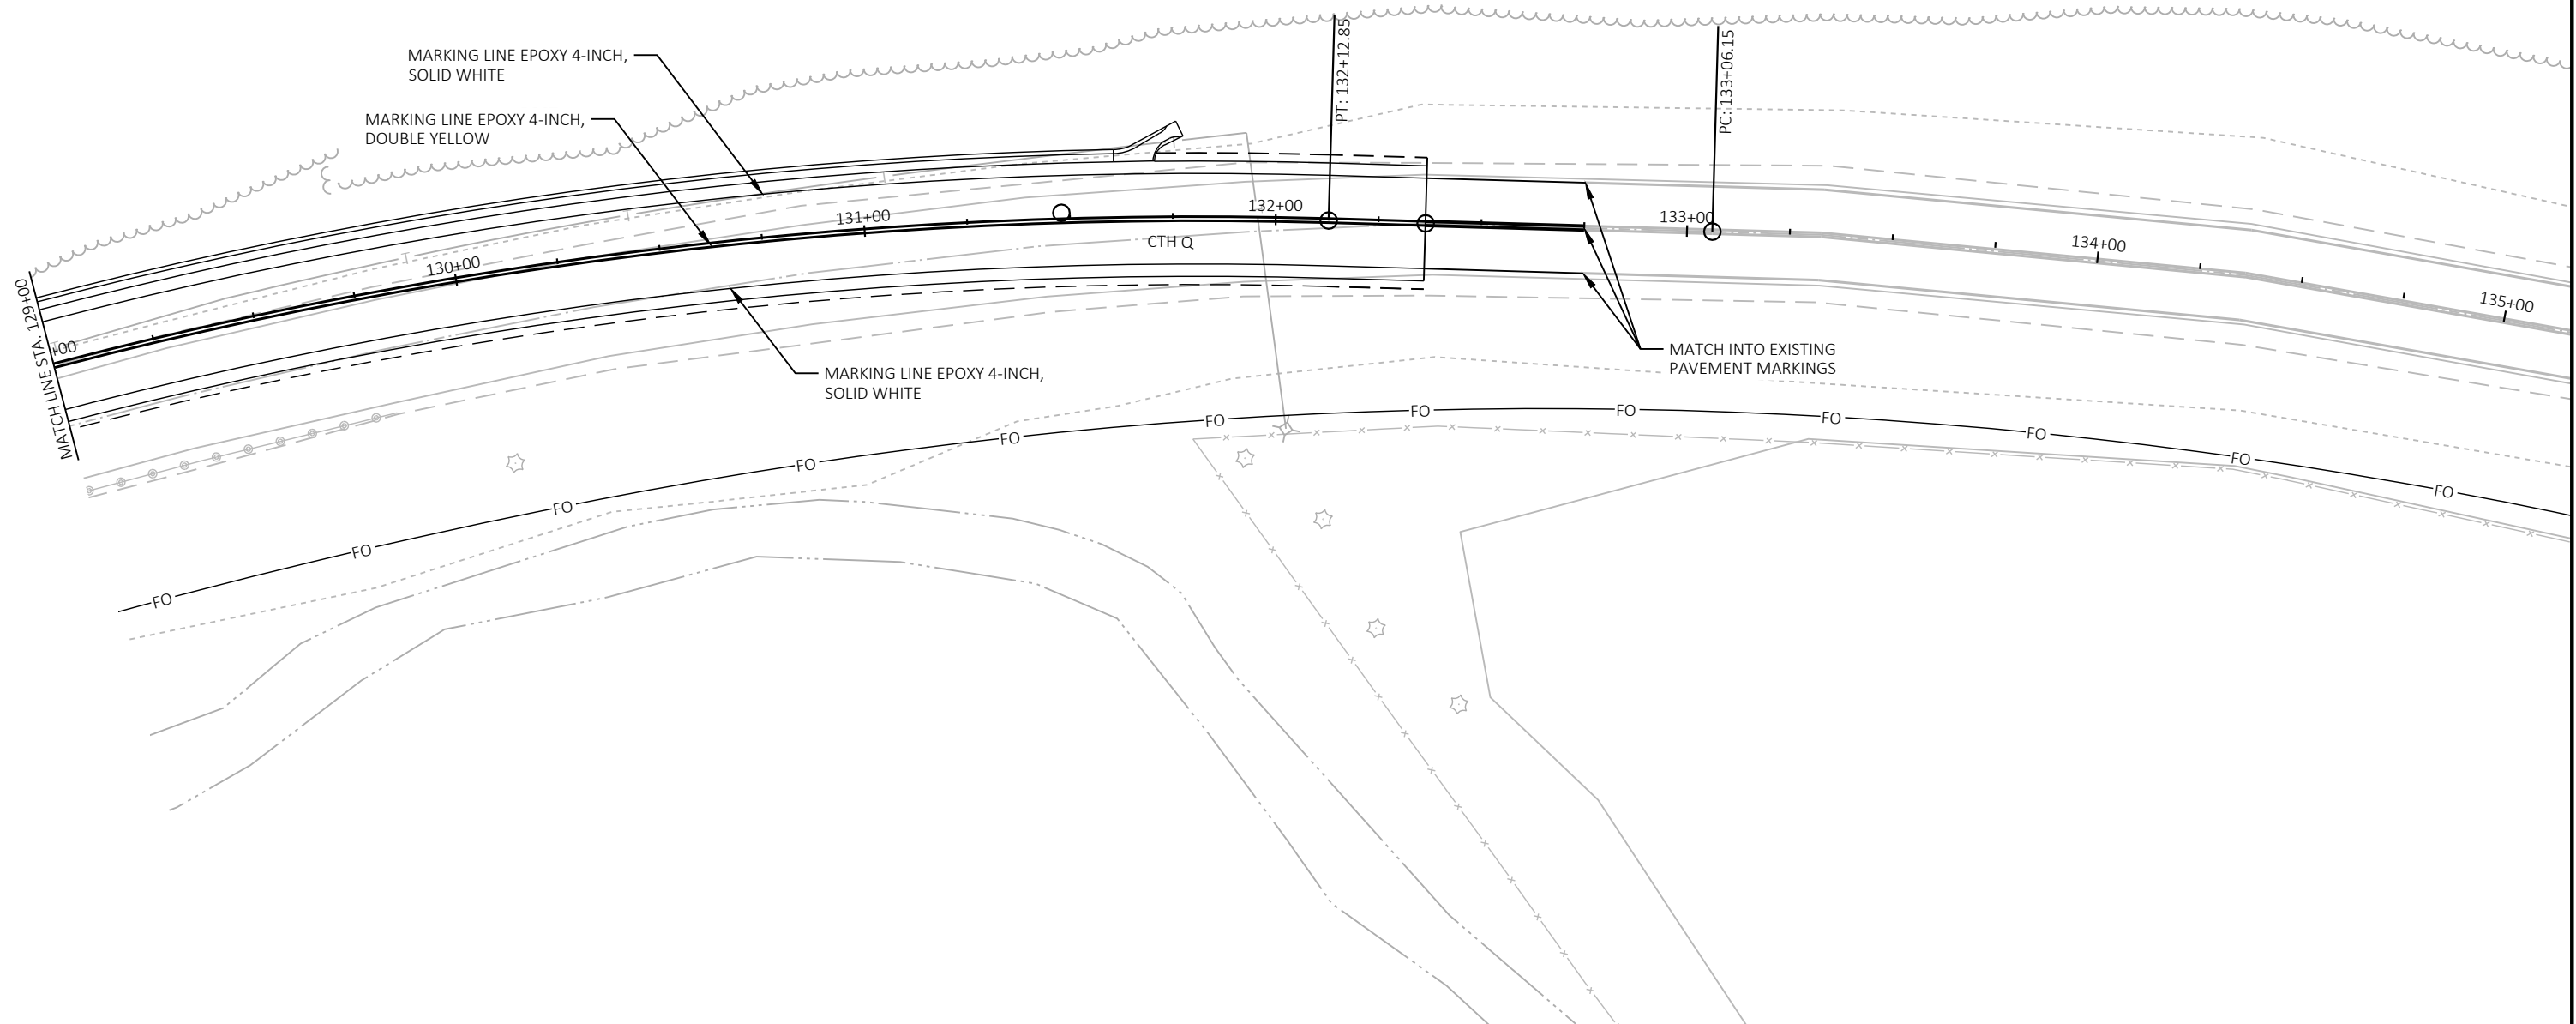 MARKING LINE EPOXY 4-INCH,
SOLID WHITE
MARKING LINE EPOXY 4-INCH,
DOUBLE YELLOW
PT: 132+12.85
PC:133+06.15
MATCH LINE STA. 129+00
+00
130+00
131+00
132+00
133+00
134+00
135+00
CTH Q
MARKING LINE EPOXY 4-INCH,
SOLID WHITE
MATCH INTO EXISTING
PAVEMENT MARKINGS
FO
FO
FO
FO
FO
FO
FO
FO
FO
FO
FO
FO